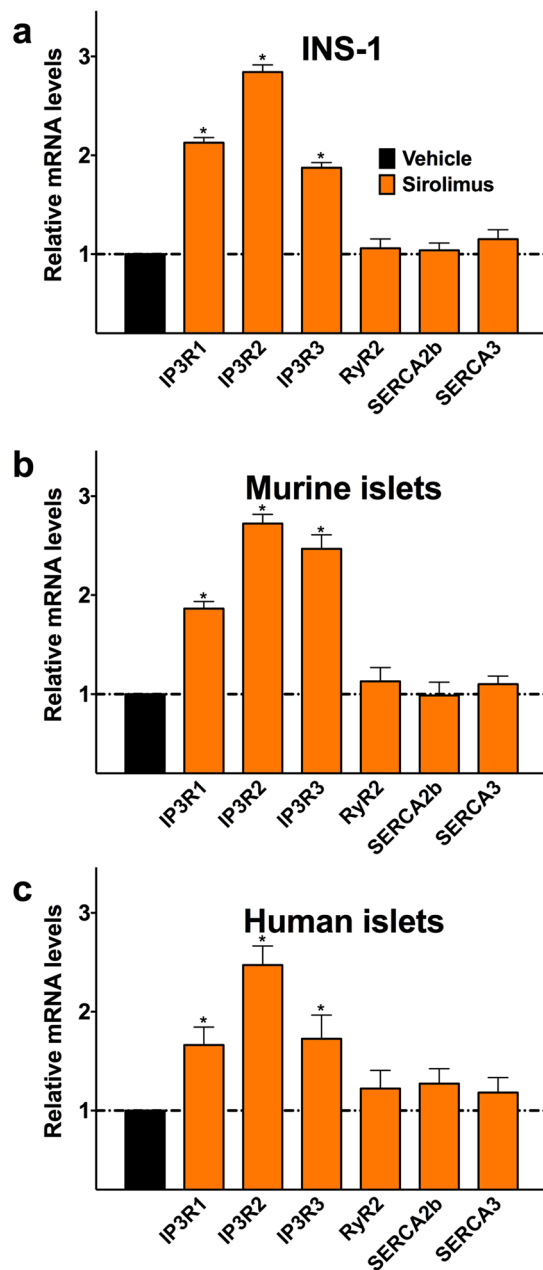 a
INS-1
Relative mRNA levels
3
2
1
* * *
Vehicle
Sirolimus
IP3R1 IP3R2 IP3R3 RyR2 SERCA2b SERCA3
b
Murine islets
Relative mRNA levels
3
2
1
* * *
IP3R1 IP3R2 IP3R3 RyR2 SERCA2b SERCA3
c
Human islets
Relative mRNA levels
3
2
1
* * *
IP3R1 IP3R2 IP3R3 RyR2 SERCA2b SERCA3